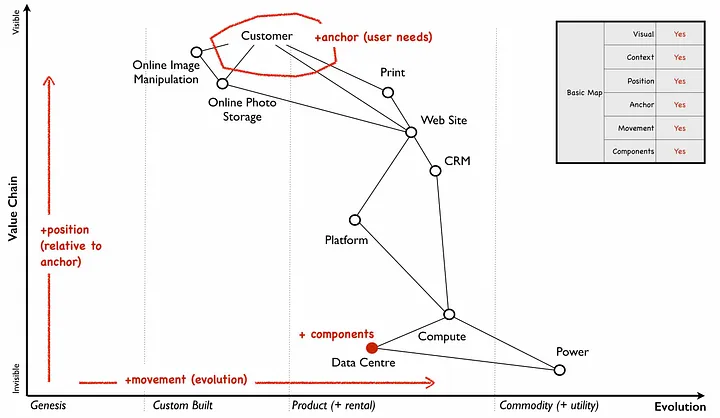 Visible
Customer
+anchor (user needs)
Online Image
Manipulation
Online Photo
Storage
Print
Web Site
CRM
Platform
Compute
+ components
Data Centre
Power
+position
(relative to
anchor)
+movement (evolution)
Value Chain
Invisible
Genesis
Custom Built
Product (+ rental)
Commodity (+ utility)
Evolution
Basic Map
Visual Yes
Context Yes
Position Yes
Anchor Yes
Movement Yes
Components Yes